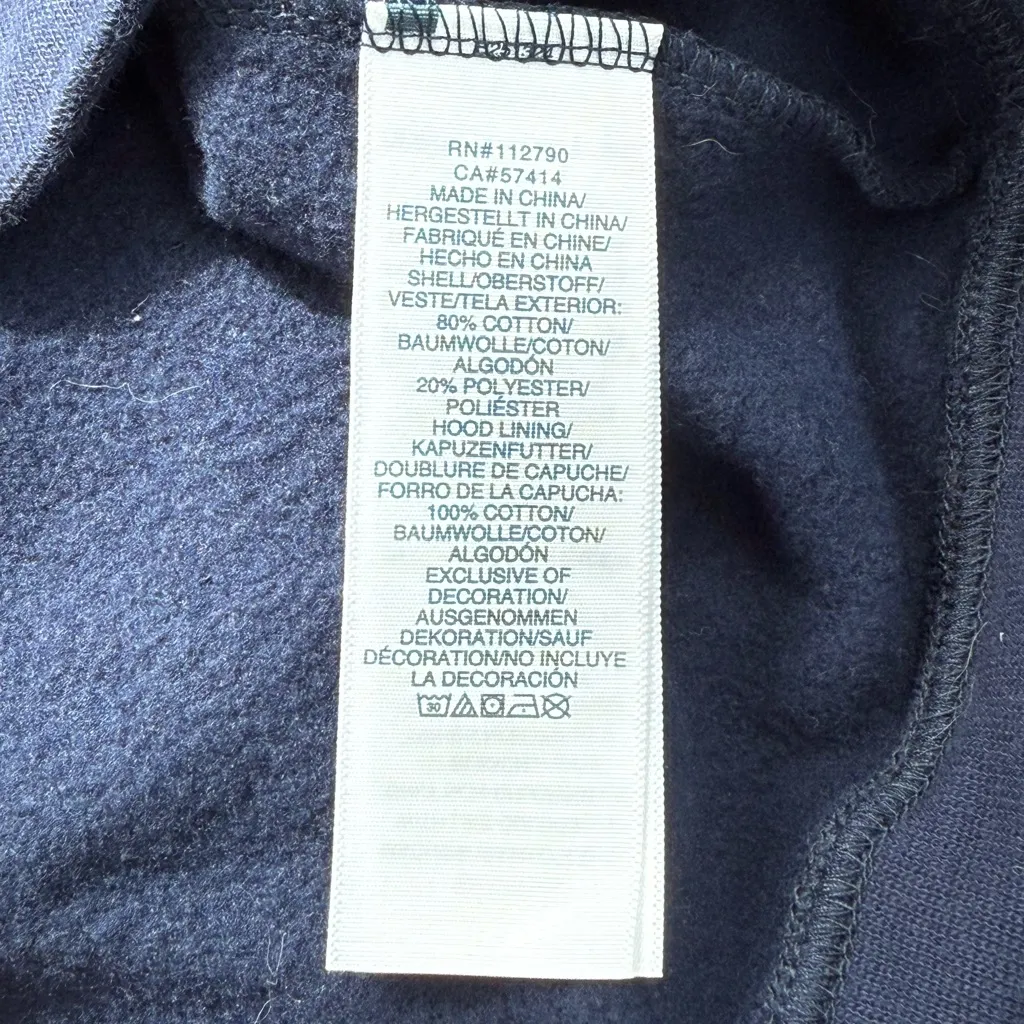 RN#112790
CA#57414
MADE IN CHINA/
HERGESTELLT IN CHINA/
FABRIQUÉ EN CHINE/
HECHO EN CHINA
SHELL/OBERSTOFF/
VESTE/TELA EXTERIOR:
80% COTTON/
BAUMWOLLE/COTON/
ALGODÓN
20% POLYESTER/
POLIÉSTER
HOOD LINING/
KAPUZENFUTTER/
DOUBLURE DE CAPUCHE/
FORRO DE LA CAPUCHA:
100% COTTON/
BAUMWOLLE/COTON/
ALGODÓN
EXCLUSIVE OF
DECORATION/
AUSGENOMMEN
DEKORATION/SAUF
DÉCORATION/NO INCLUYE
LA DECORACIÓN
30